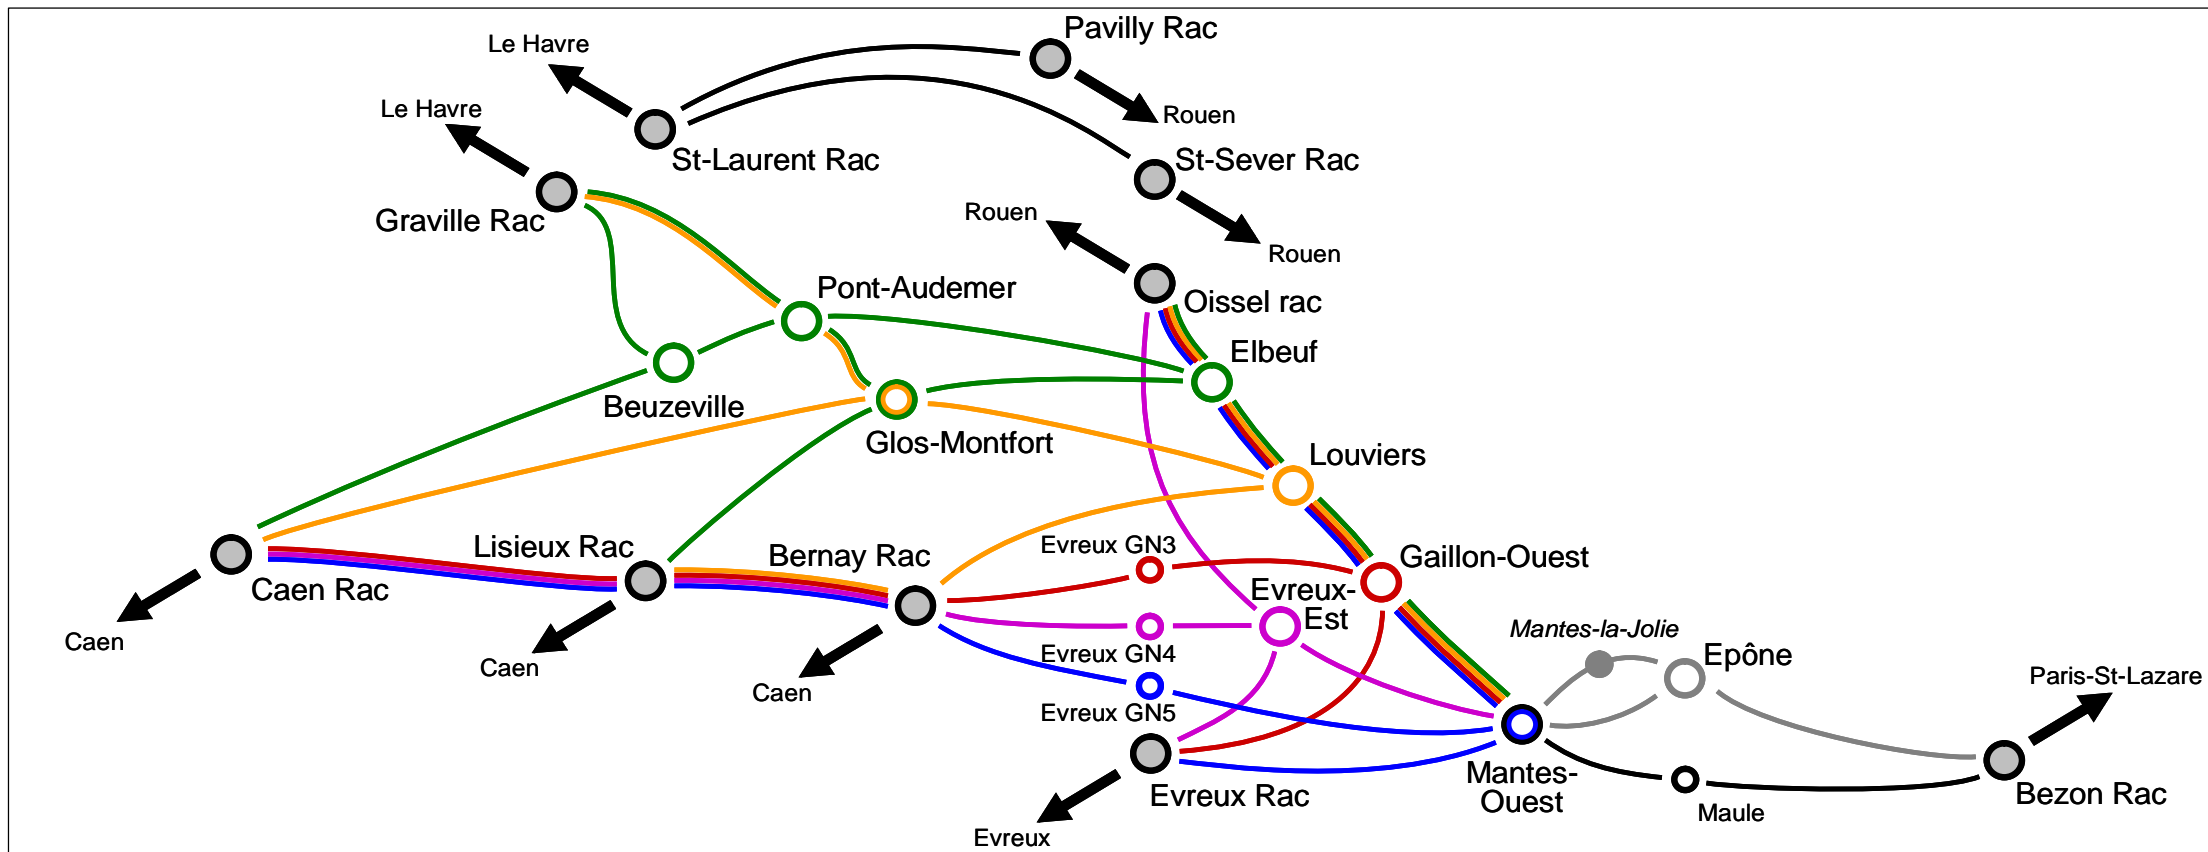 Pavilly Rac
Le Havre
Le Havre
Rouen
St-Laurent Rac
St-Sever Rac
Graville Rac
Rouen
Rouen
Pont-Audemer
Oissel rac
Elbeuf
Beuzeville
Glos-Montfort
Louviers
Lisieux Rac
Bernay Rac
Evreux GN3
Gaillon-Ouest
Caen Rac
Evreux-
Est
Mantes-la-Jolie
Caen
Caen
Evreux GN4
Epône
Paris-St-Lazare
Caen
Evreux GN5
Mantes-
Ouest
Evreux Rac
Bezon Rac
Maule
Evreux